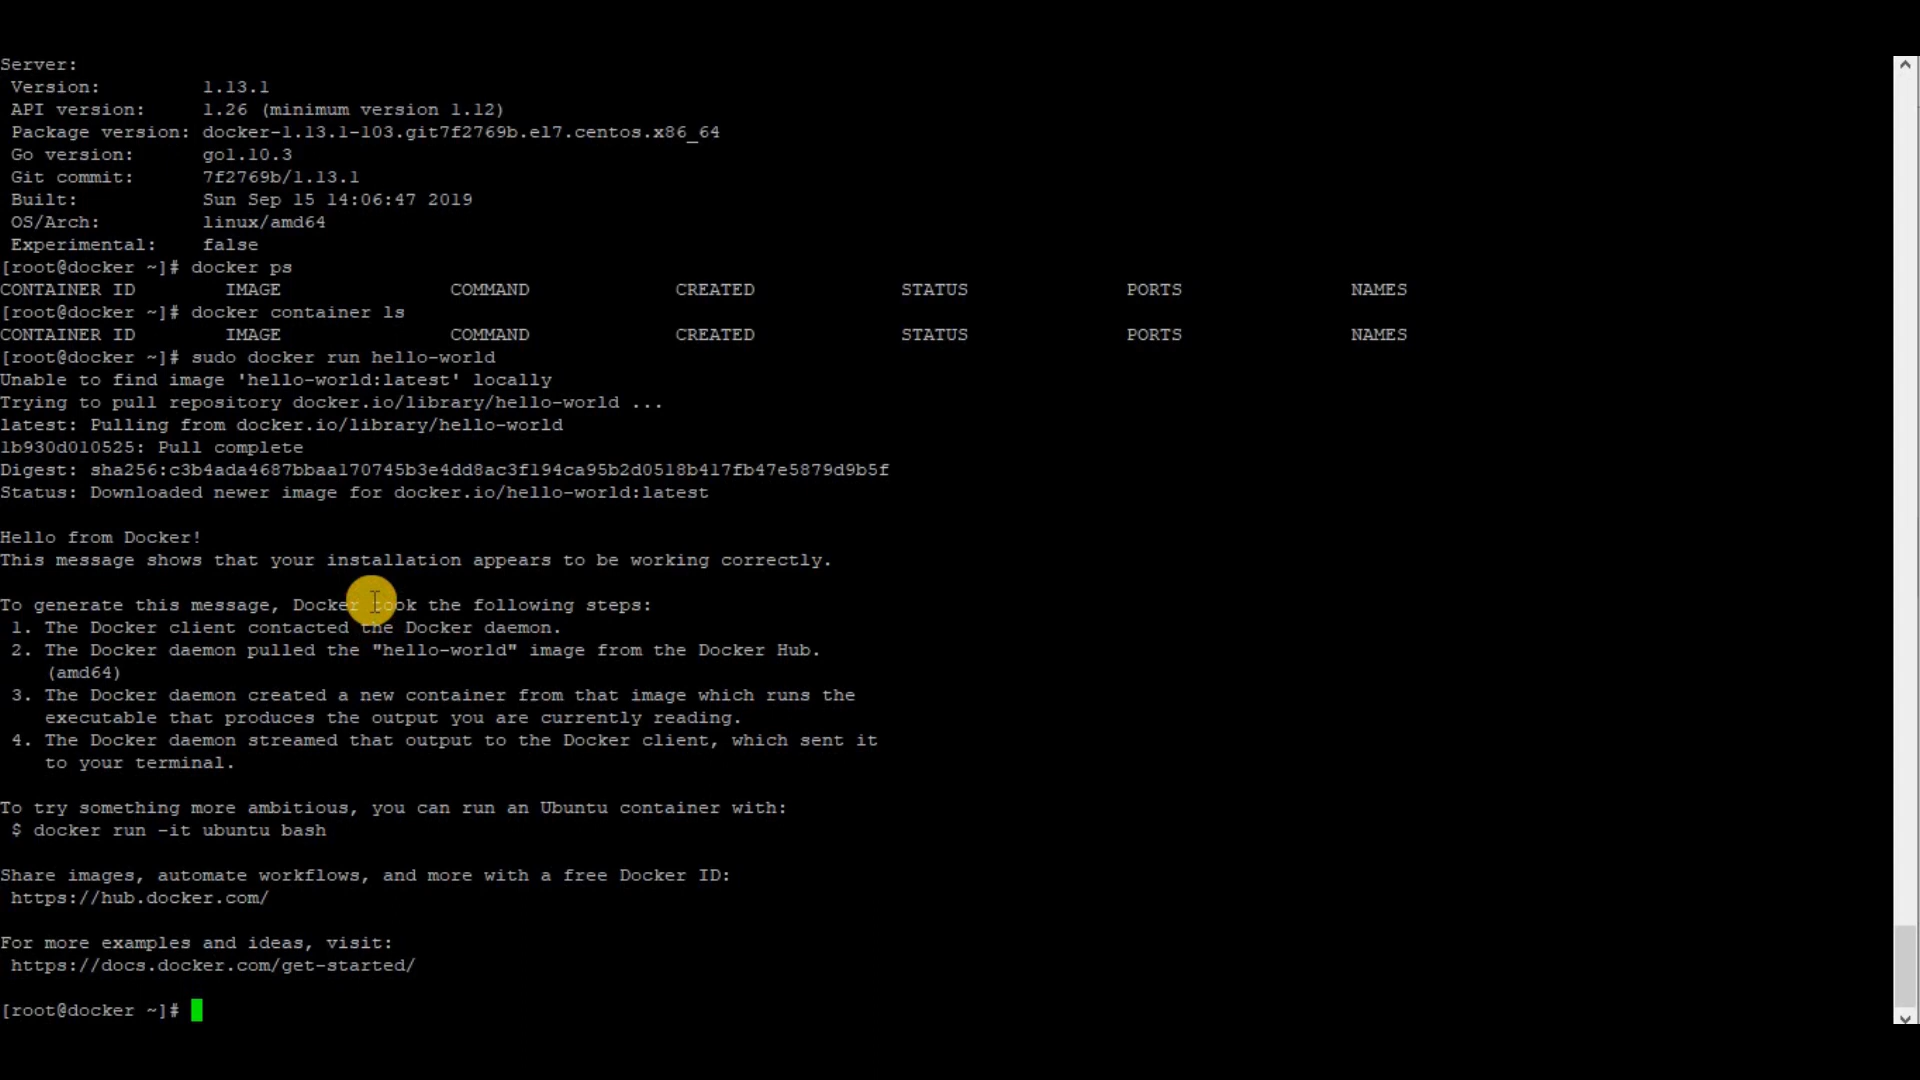 Server:
Version: 1.13.1
API version: 1.26 (minimum version 1.12)
Package version: docker-1.13.1-103.git7f2769b.el7.centos.x86_64
Go version: go1.10.3
Git commit: 7f2769b/1.13.1
Built: Sun Sep 15 14:06:47 2019
OS/Arch: linux/amd64
Experimental: false
[root@docker ~]# docker ps
CONTAINER ID IMAGE COMMAND CREATED STATUS PORTS NAMES
[root@docker ~]# docker container ls
CONTAINER ID IMAGE COMMAND CREATED STATUS PORTS NAMES
[root@docker ~]# sudo docker run hello-world
Unable to find image 'hello-world:latest' locally
Trying to pull repository docker.io/library/hello-world ...
latest: Pulling from docker.io/library/hello-world
1b930d010525: Pull complete
Digest: sha256:c3b4ada4687bbaa170745b3e4dd8ac3f194ca95b2d0518b417fb47e5879d9b5f
Status: Downloaded newer image for docker.io/hello-world:latest
Hello from Docker!
This message shows that your installation appears to be working correctly.
To generate this message, Docker took the following steps:
1. The Docker client contacted the Docker daemon.
2. The Docker daemon pulled the "hello-world" image from the Docker Hub.
(amd64)
3. The Docker daemon created a new container from that image which runs the
executable that produces the output you are currently reading.
4. The Docker daemon streamed that output to the Docker client, which sent it
to your terminal.
To try something more ambitious, you can run an Ubuntu container with:
$ docker run -it ubuntu bash
Share images, automate workflows, and more with a free Docker ID:
https://hub.docker.com/
For more examples and ideas, visit:
https://docs.docker.com/get-started/
[root@docker ~]#